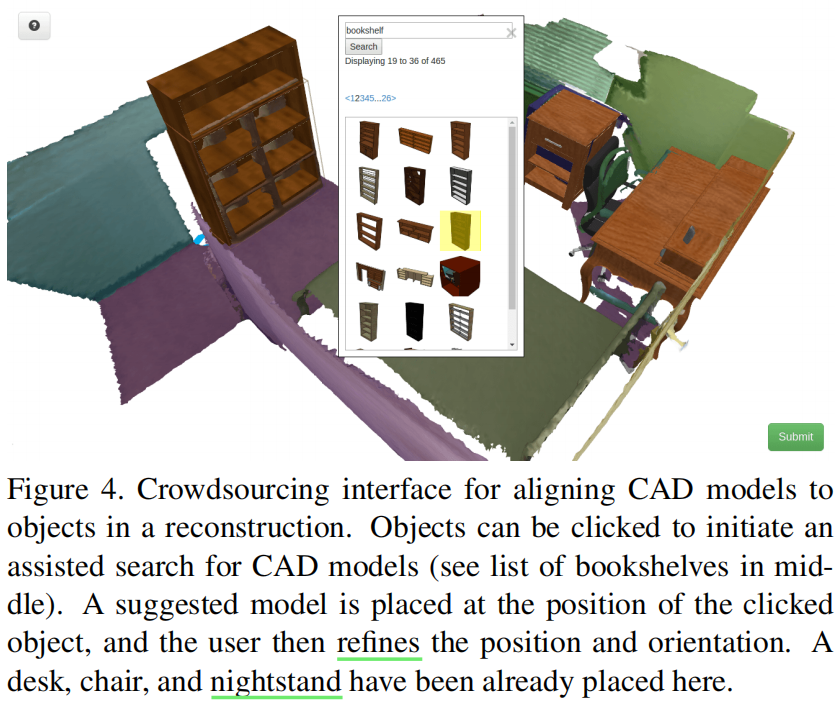 ?
bookshelf
Search
Displaying 19 to 36 of 465
<12345...26>
Submit
Figure 4. Crowdsourcing interface for aligning CAD models to
objects in a reconstruction. Objects can be clicked to initiate an
assisted search for CAD models (see list of bookshelves in mid-
dle). A suggested model is placed at the position of the clicked
object, and the user then refines the position and orientation. A
desk, chair, and nightstand have been already placed here.